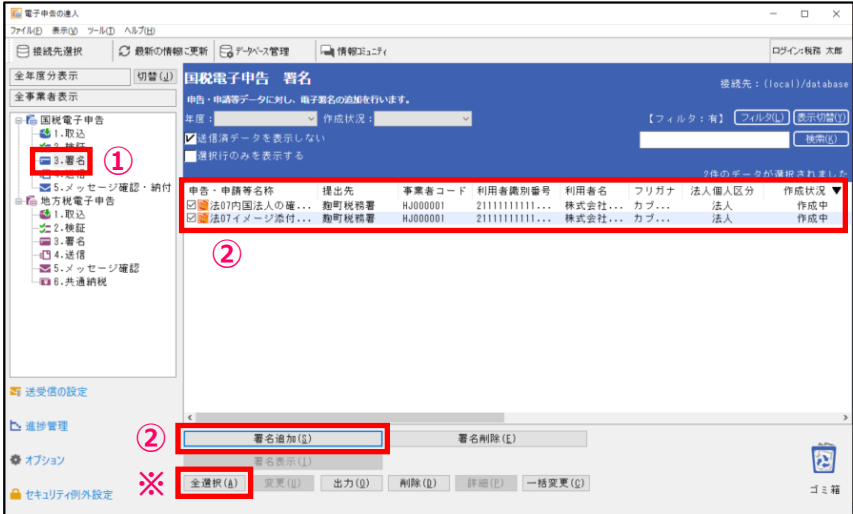 電子申告の達人
ファイル(F) 表示(V) ツール(T) ヘルプ(H)
接続先選択 最新の情報に更新 データベース管理 情報コミュニティ ログイン:税務 太郎
全年度分表示 切替(J)
全事業者表示
国税電子申告
1.取込
2.検証
3.署名
4.送信
5.メッセージ確認・納付
地方税電子申告
1.取込
2.検証
3.署名
4.送信
5.メッセージ確認
6.共通納税
①
送受信の設定
進捗管理
オプション
セキュリティ例外設定
国税電子申告 署名
接続先:(local)/database
申告・申請等データに対し、電子署名の追加を行います。
年度: 作成状況: 【フィルタ:有】 フィルタ(L) 表示切替(Y)
送信済データを表示しない 検索(K)
選択行のみを表示する
2件のデータが選択されました
申告・申請等名称 提出先 事業者コード 利用者識別番号 利用者名 フリガナ 法人個人区分 作成状況 ▼
法07内国法人の確... 麹町税務署 HJ000001 21111111111... 株式会社... カブ... 法人 作成中
法07イメージ添付... 麹町税務署 HJ000001 21111111111... 株式会社... カブ... 法人 作成中
②
②
署名追加(S) 署名削除(E)
署名表示(I)
※
全選択(A) 変更(U) 出力(O) 削除(D) 詳細(P) 一括変更(C)
ゴミ箱